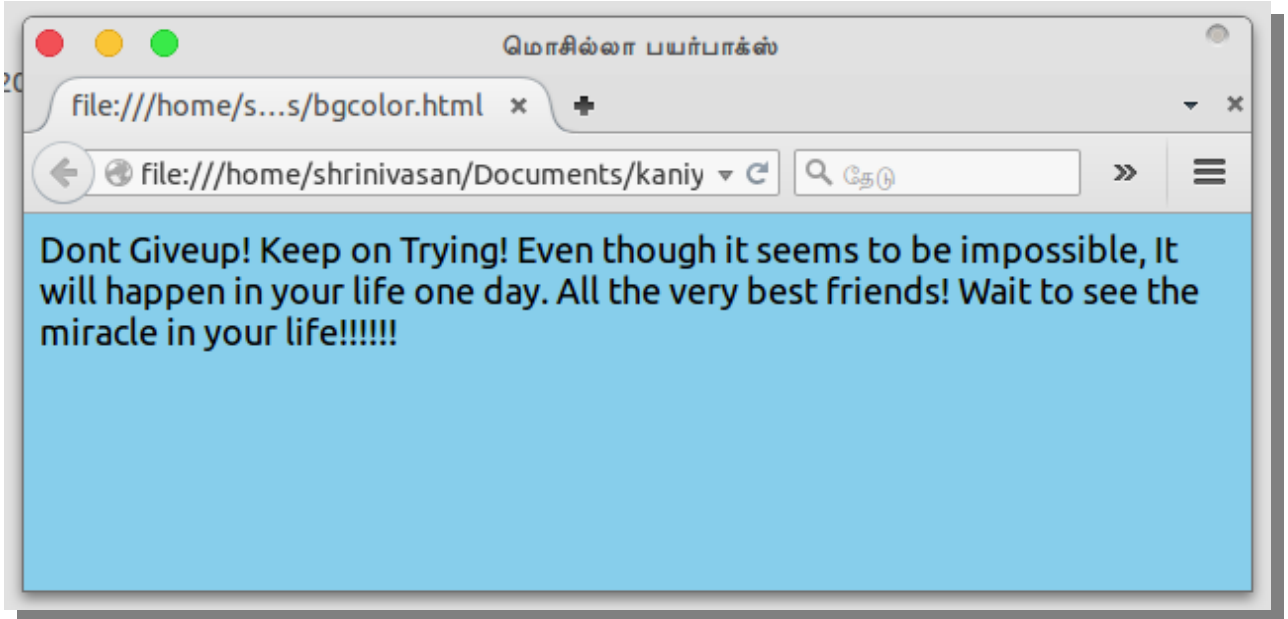 மொசில்லா பயர்பாக்ஸ்
20
file:///home/s...s/bgcolor.html
file:///home/shrinivasan/Documents/kaniy
தேடு
Dont Giveup! Keep on Trying! Even though it seems to be impossible, It
will happen in your life one day. All the very best friends! Wait to see the
miracle in your life!!!!!!